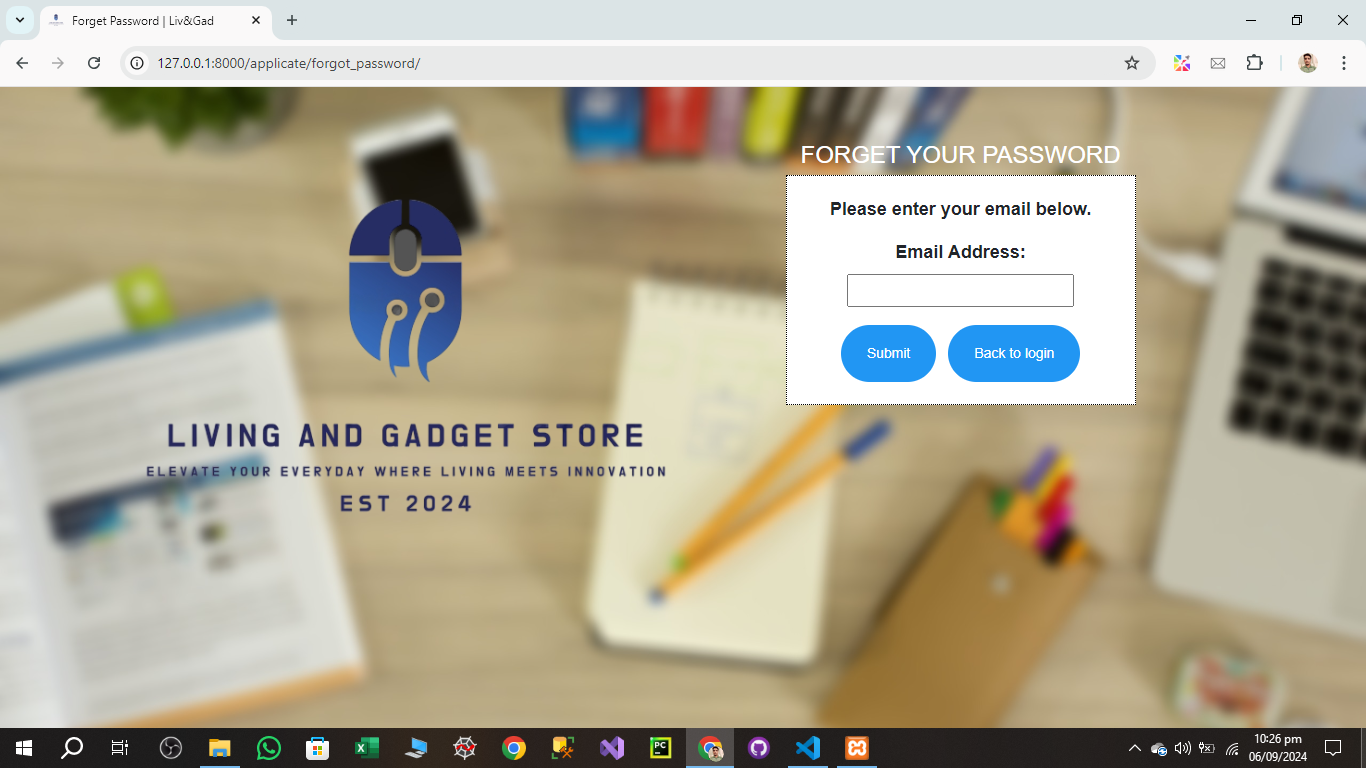 Forget Password | Liv&Gad
127.0.0.1:8000/applicate/forgot_password/
FORGET YOUR PASSWORD
Please enter your email below.
Email Address:
Submit
Back to login
LIVING AND GADGET STORE
ELEVATE YOUR EVERYDAY WHERE LIVING MEETS INNOVATION
EST 2024
PC
10:26 pm
06/09/2024